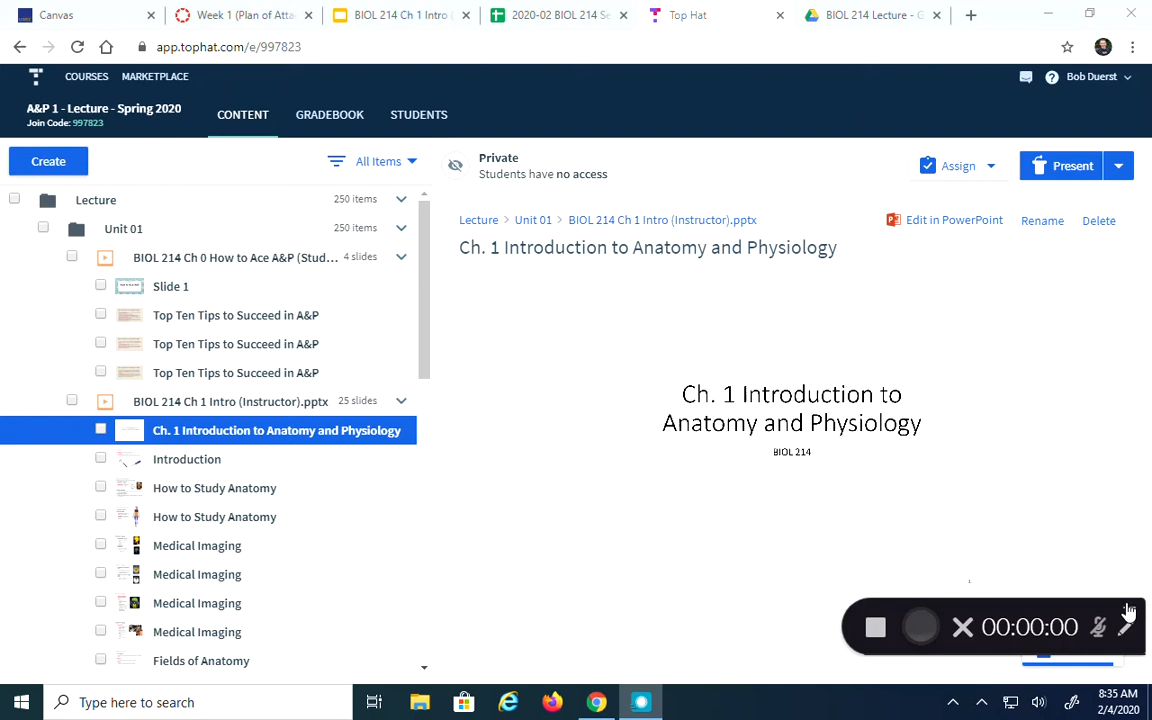 Canvas
Week 1 (Plan of Atta
BIOL 214 Ch 1 Intro (
2020-02 BIOL 214 Se
Top Hat
BIOL 214 Lecture - G
app.tophat.com/e/997823
COURSES
MARKETPLACE
Bob Duerst
A&P 1 - Lecture - Spring 2020
Join Code: 997823
CONTENT
GRADEBOOK
STUDENTS
Create
All Items
Private
Students have no access
Assign
Present
Lecture
250 items
Unit 01
250 items
BIOL 214 Ch 0 How to Ace A&P (Stud...
4 slides
Slide 1
Top Ten Tips to Succeed in A&P
Top Ten Tips to Succeed in A&P
Top Ten Tips to Succeed in A&P
BIOL 214 Ch 1 Intro (Instructor).pptx
25 slides
Ch. 1 Introduction to Anatomy and Physiology
Introduction
How to Study Anatomy
How to Study Anatomy
Medical Imaging
Medical Imaging
Medical Imaging
Medical Imaging
Fields of Anatomy
Lecture > Unit 01 > BIOL 214 Ch 1 Intro (Instructor).pptx
Edit in PowerPoint
Rename
Delete
Ch. 1 Introduction to Anatomy and Physiology
Ch. 1 Introduction to
Anatomy and Physiology
BIOL 214
1
00:00:00
Type here to search
8:35 AM
2/4/2020